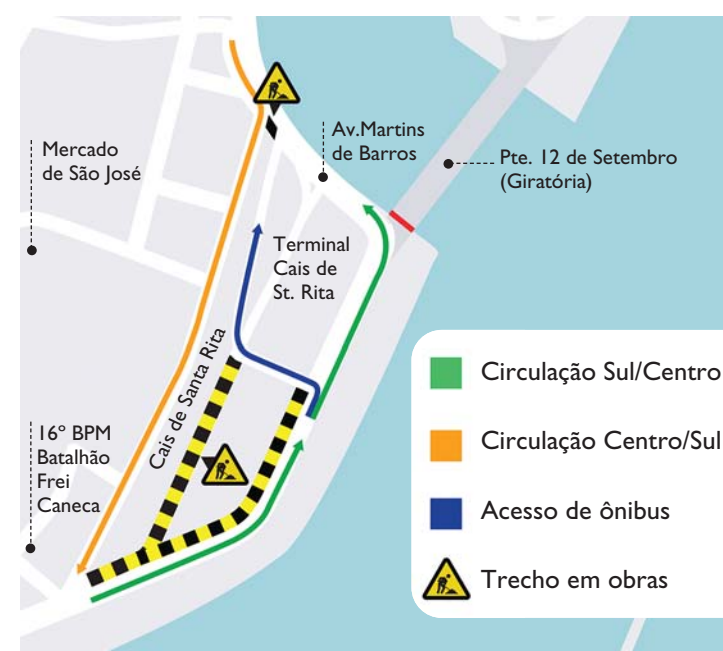 Mercado
de São José
Av.Martins
de Barros
Pte. 12 de Setembro
(Giratória)
Terminal
Cais de
St. Rita
Cais de Santa Rita
16º BPM
Batalhão
Frei
Caneca
Circulação Sul/Centro
Circulação Centro/Sul
Acesso de ônibus
Trecho em obras